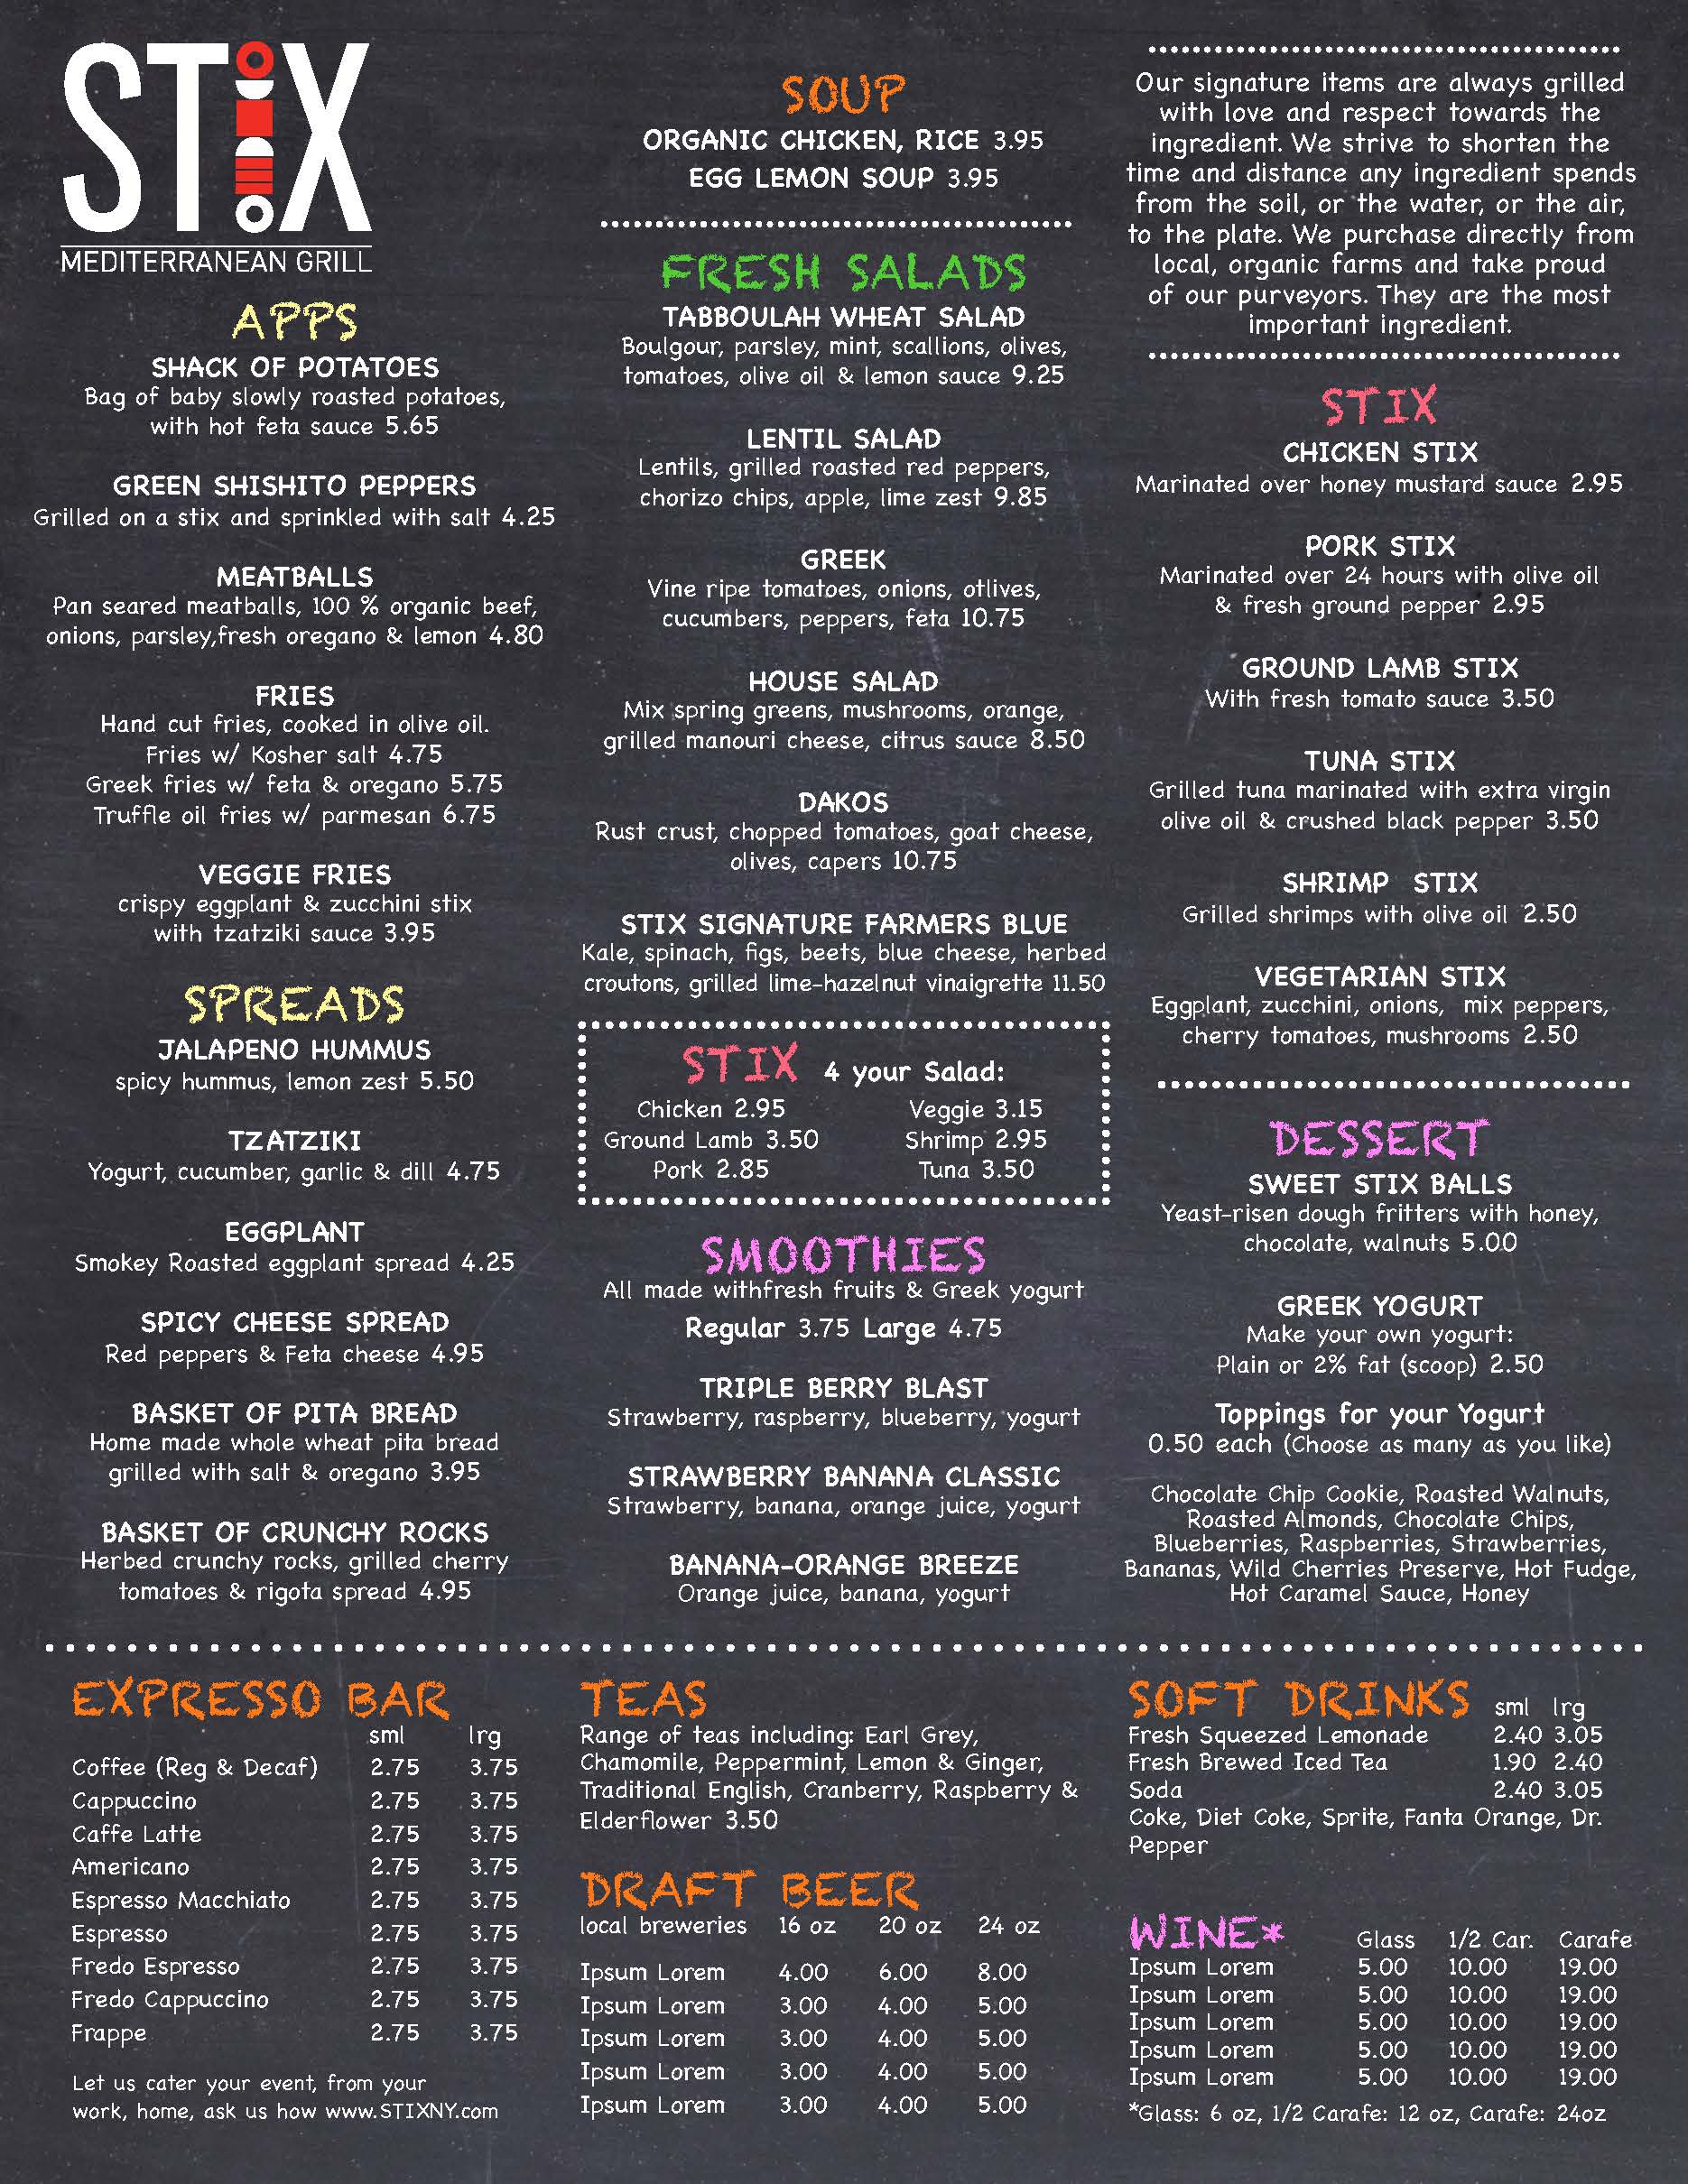 STiX
MEDITERRANEAN GRILL
APPS
SHACK OF POTATOES
Bag of baby slowly roasted potatoes,
with hot feta sauce 5.65
GREEN SHISHITO PEPPERS
Grilled on a stix and sprinkled with salt 4.25
MEATBALLS
Pan seared meatballs, 100 % organic beef,
onions, parsley,fresh oregano & lemon 4.80
FRIES
Hand cut fries, cooked in olive oil.
Fries w/ Kosher salt 4.75
Greek fries w/ feta & oregano 5.75
Truffle oil fries w/ parmesan 6.75
VEGGIE FRIES
crispy eggplant & zucchini stix
with tzatziki sauce 3.95
SPREADS
JALAPENO HUMMUS
spicy hummus, lemon zest 5.50
TZATZIKI
Yogurt, cucumber, garlic & dill 4.75
EGGPLANT
Smokey Roasted eggplant spread 4.25
SPICY CHEESE SPREAD
Red peppers & Feta cheese 4.95
BASKET OF PITA BREAD
Home made whole wheat pita bread
grilled with salt & oregano 3.95
BASKET OF CRUNCHY ROCKS
Herbed crunchy rocks, grilled cherry
tomatoes & rigota spread 4.95
SOUP
ORGANIC CHICKEN, RICE 3.95
EGG LEMON SOUP 3.95
FRESH SALADS
TABBOULAH WHEAT SALAD
Boulgour, parsley, mint, scallions, olives,
tomatoes, olive oil & lemon sauce 9.25
LENTIL SALAD
Lentils, grilled roasted red peppers,
chorizo chips, apple, lime zest 9.85
GREEK
Vine ripe tomatoes, onions, otlives,
cucumbers, peppers, feta 10.75
HOUSE SALAD
Mix spring greens, mushrooms, orange,
grilled manouri cheese, citrus sauce 8.50
DAKOS
Rust crust, chopped tomatoes, goat cheese,
olives, capers 10.75
STIX SIGNATURE FARMERS BLUE
Kale, spinach, figs, beets, blue cheese, herbed
croutons, grilled lime-hazelnut vinaigrette 11.50
STIX 4 your Salad:
Chicken 2.95 Veggie 3.15
Ground Lamb 3.50 Shrimp 2.95
Pork 2.85 Tuna 3.50
SMOOTHIES
All made withfresh fruits & Greek yogurt
Regular 3.75 Large 4.75
TRIPLE BERRY BLAST
Strawberry, raspberry, blueberry, yogurt
STRAWBERRY BANANA CLASSIC
Strawberry, banana, orange juice, yogurt
BANANA-ORANGE BREEZE
Orange juice, banana, yogurt
Our signature items are always grilled
with love and respect towards the
ingredient. We strive to shorten the
time and distance any ingredient spends
from the soil, or the water, or the air,
to the plate. We purchase directly from
local, organic farms and take proud
of our purveyors. They are the most
important ingredient.
STIX
CHICKEN STIX
Marinated over honey mustard sauce 2.95
PORK STIX
Marinated over 24 hours with olive oil
& fresh ground pepper 2.95
GROUND LAMB STIX
With fresh tomato sauce 3.50
TUNA STIX
Grilled tuna marinated with extra virgin
olive oil & crushed black pepper 3.50
SHRIMP STIX
Grilled shrimps with olive oil 2.50
VEGETARIAN STIX
Eggplant, zucchini, onions, mix peppers,
cherry tomatoes, mushrooms 2.50
DESSERT
SWEET STIX BALLS
Yeast-risen dough fritters with honey,
chocolate, walnuts 5.00
GREEK YOGURT
Make your own yogurt:
Plain or 2% fat (scoop) 2.50
Toppings for your Yogurt
0.50 each (Choose as many as you like)
Chocolate Chip Cookie, Roasted Walnuts,
Roasted Almonds, Chocolate Chips,
Blueberries, Raspberries, Strawberries,
Bananas, Wild Cherries Preserve, Hot Fudge,
Hot Caramel Sauce, Honey
EXPRESSO BAR
sml lrg
Coffee (Reg & Decaf) 2.75 3.75
Cappuccino 2.75 3.75
Caffe Latte 2.75 3.75
Americano 2.75 3.75
Espresso Macchiato 2.75 3.75
Espresso 2.75 3.75
Fredo Espresso 2.75 3.75
Fredo Cappuccino 2.75 3.75
Frappe 2.75 3.75
Let us cater your event, from your
work, home, ask us how www.STIXNY.com
TEAS
Range of teas including: Earl Grey,
Chamomile, Peppermint, Lemon & Ginger,
Traditional English, Cranberry, Raspberry &
Elderflower 3.50
DRAFT BEER
local breweries 16 oz 20 oz 24 oz
Ipsum Lorem 4.00 6.00 8.00
Ipsum Lorem 3.00 4.00 5.00
Ipsum Lorem 3.00 4.00 5.00
Ipsum Lorem 3.00 4.00 5.00
Ipsum Lorem 3.00 4.00 5.00
SOFT DRINKS sml lrg
Fresh Squeezed Lemonade 2.40 3.05
Fresh Brewed Iced Tea 1.90 2.40
Soda 2.40 3.05
Coke, Diet Coke, Sprite, Fanta Orange, Dr.
Pepper
WINE* Glass 1/2 Car. Carafe
Ipsum Lorem 5.00 10.00 19.00
Ipsum Lorem 5.00 10.00 19.00
Ipsum Lorem 5.00 10.00 19.00
Ipsum Lorem 5.00 10.00 19.00
Ipsum Lorem 5.00 10.00 19.00
*Glass: 6 oz, 1/2 Carafe: 12 oz, Carafe: 24oz